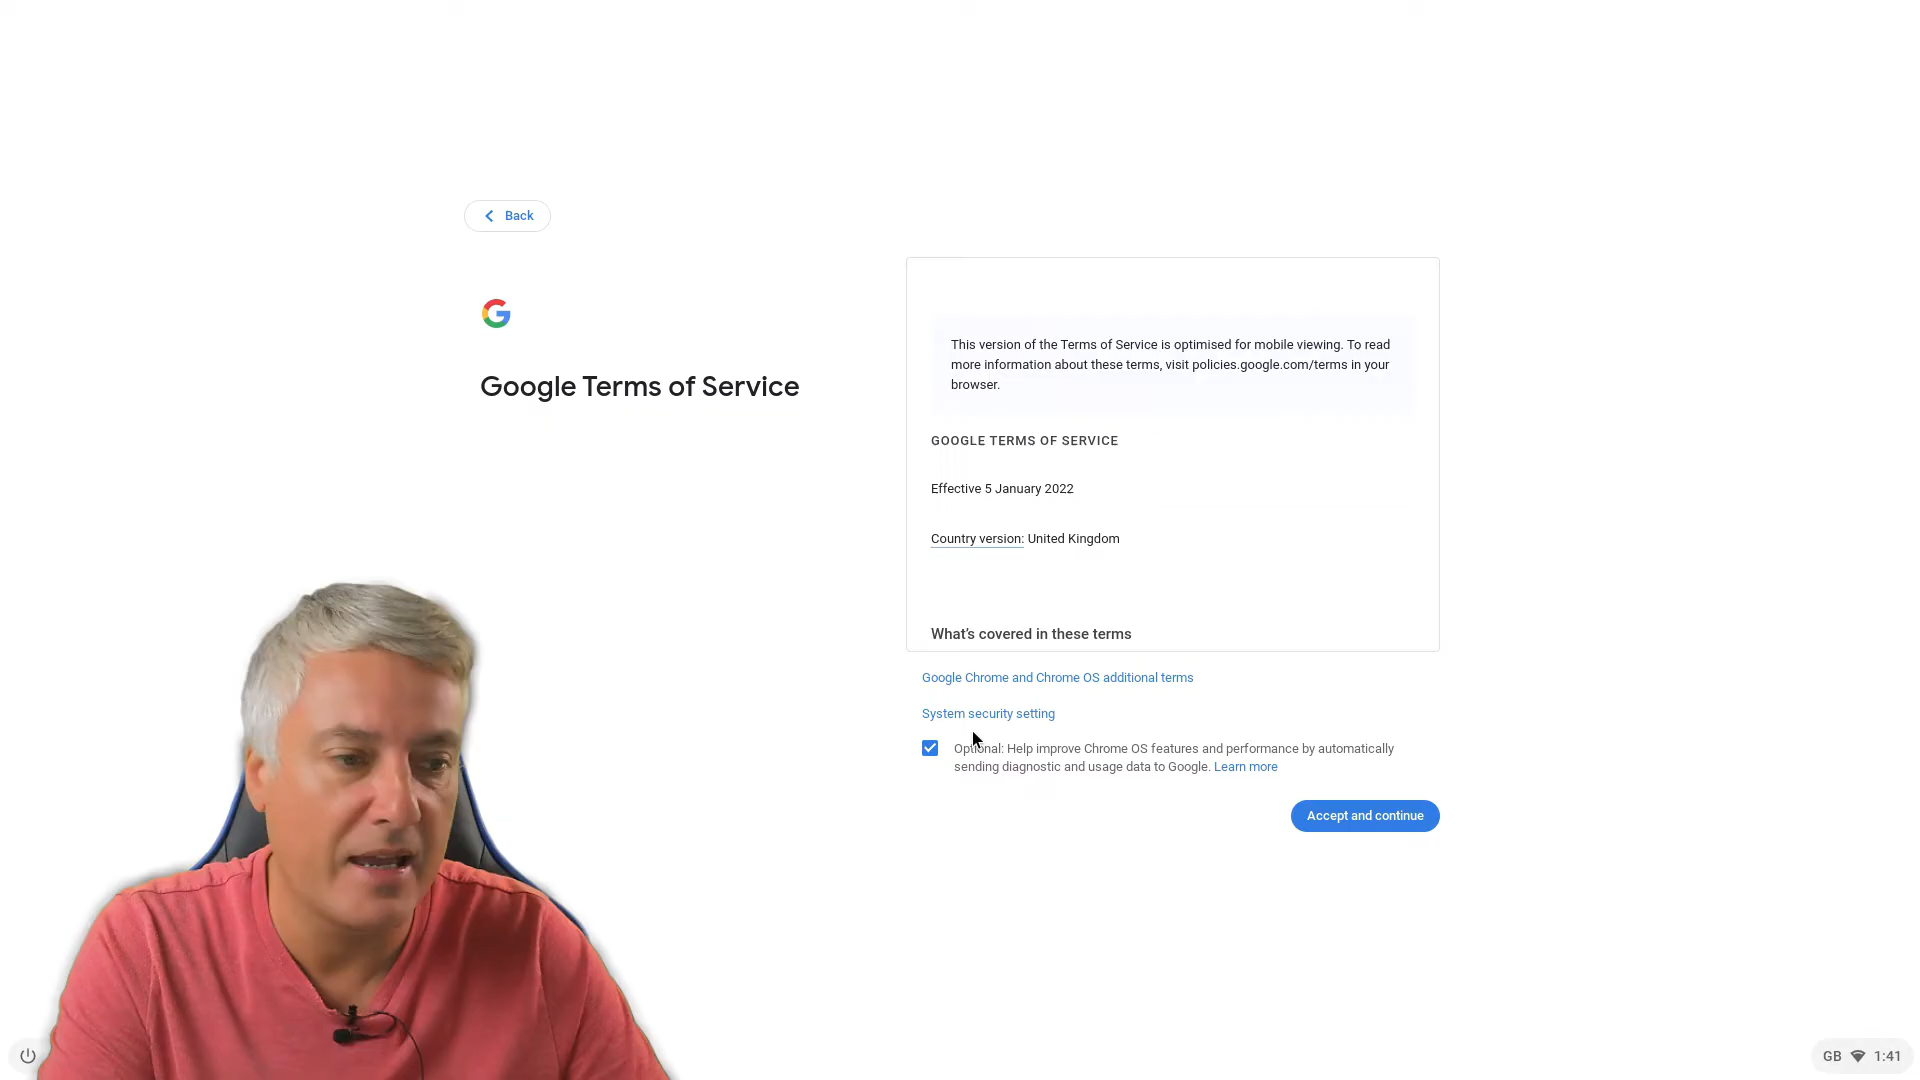 Back
Google Terms of Service
This version of the Terms of Service is optimised for mobile viewing. To read
more information about these terms, visit policies.google.com/terms in your
browser.
GOOGLE TERMS OF SERVICE
Effective 5 January 2022
Country version: United Kingdom
What's covered in these terms
Google Chrome and Chrome OS additional terms
System security setting
Optional: Help improve Chrome OS features and performance by automatically
sending diagnostic and usage data to Google. Learn more
Accept and continue
GB 1:41